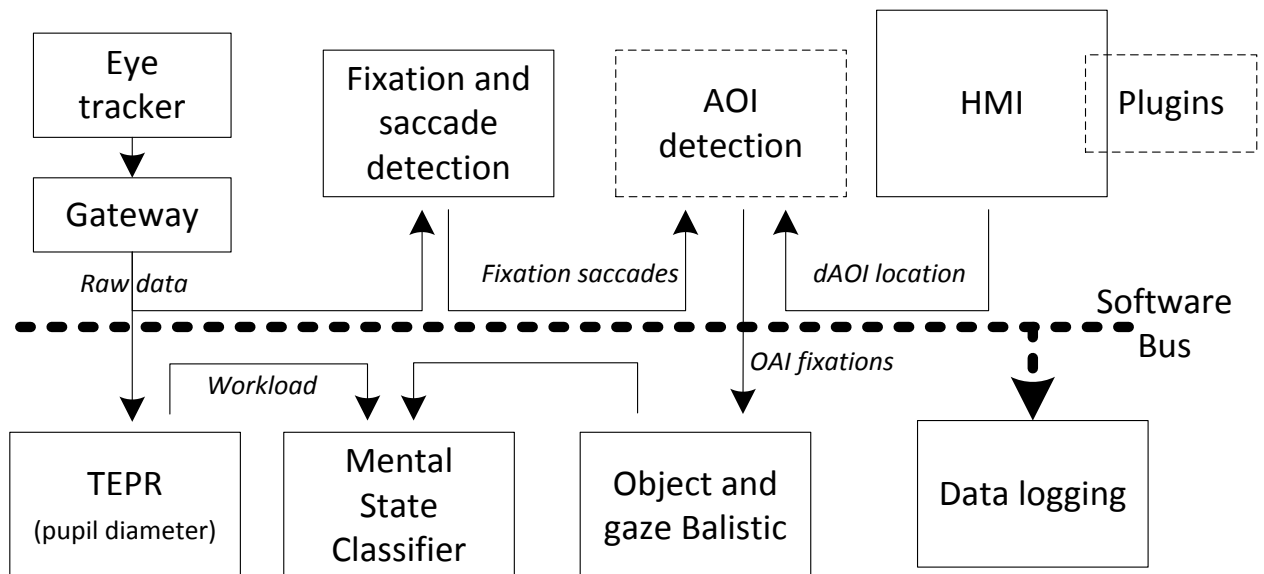 Eye
tracker
Fixation and
saccade
detection
AOI
detection
HMI
Plugins
Gateway
Raw data
Fixation saccades
dAOI location
Software
Bus
Workload
OAI fixations
TEPR
(pupil diameter)
Mental
State
Classifier
Object and
gaze Balistic
Data logging